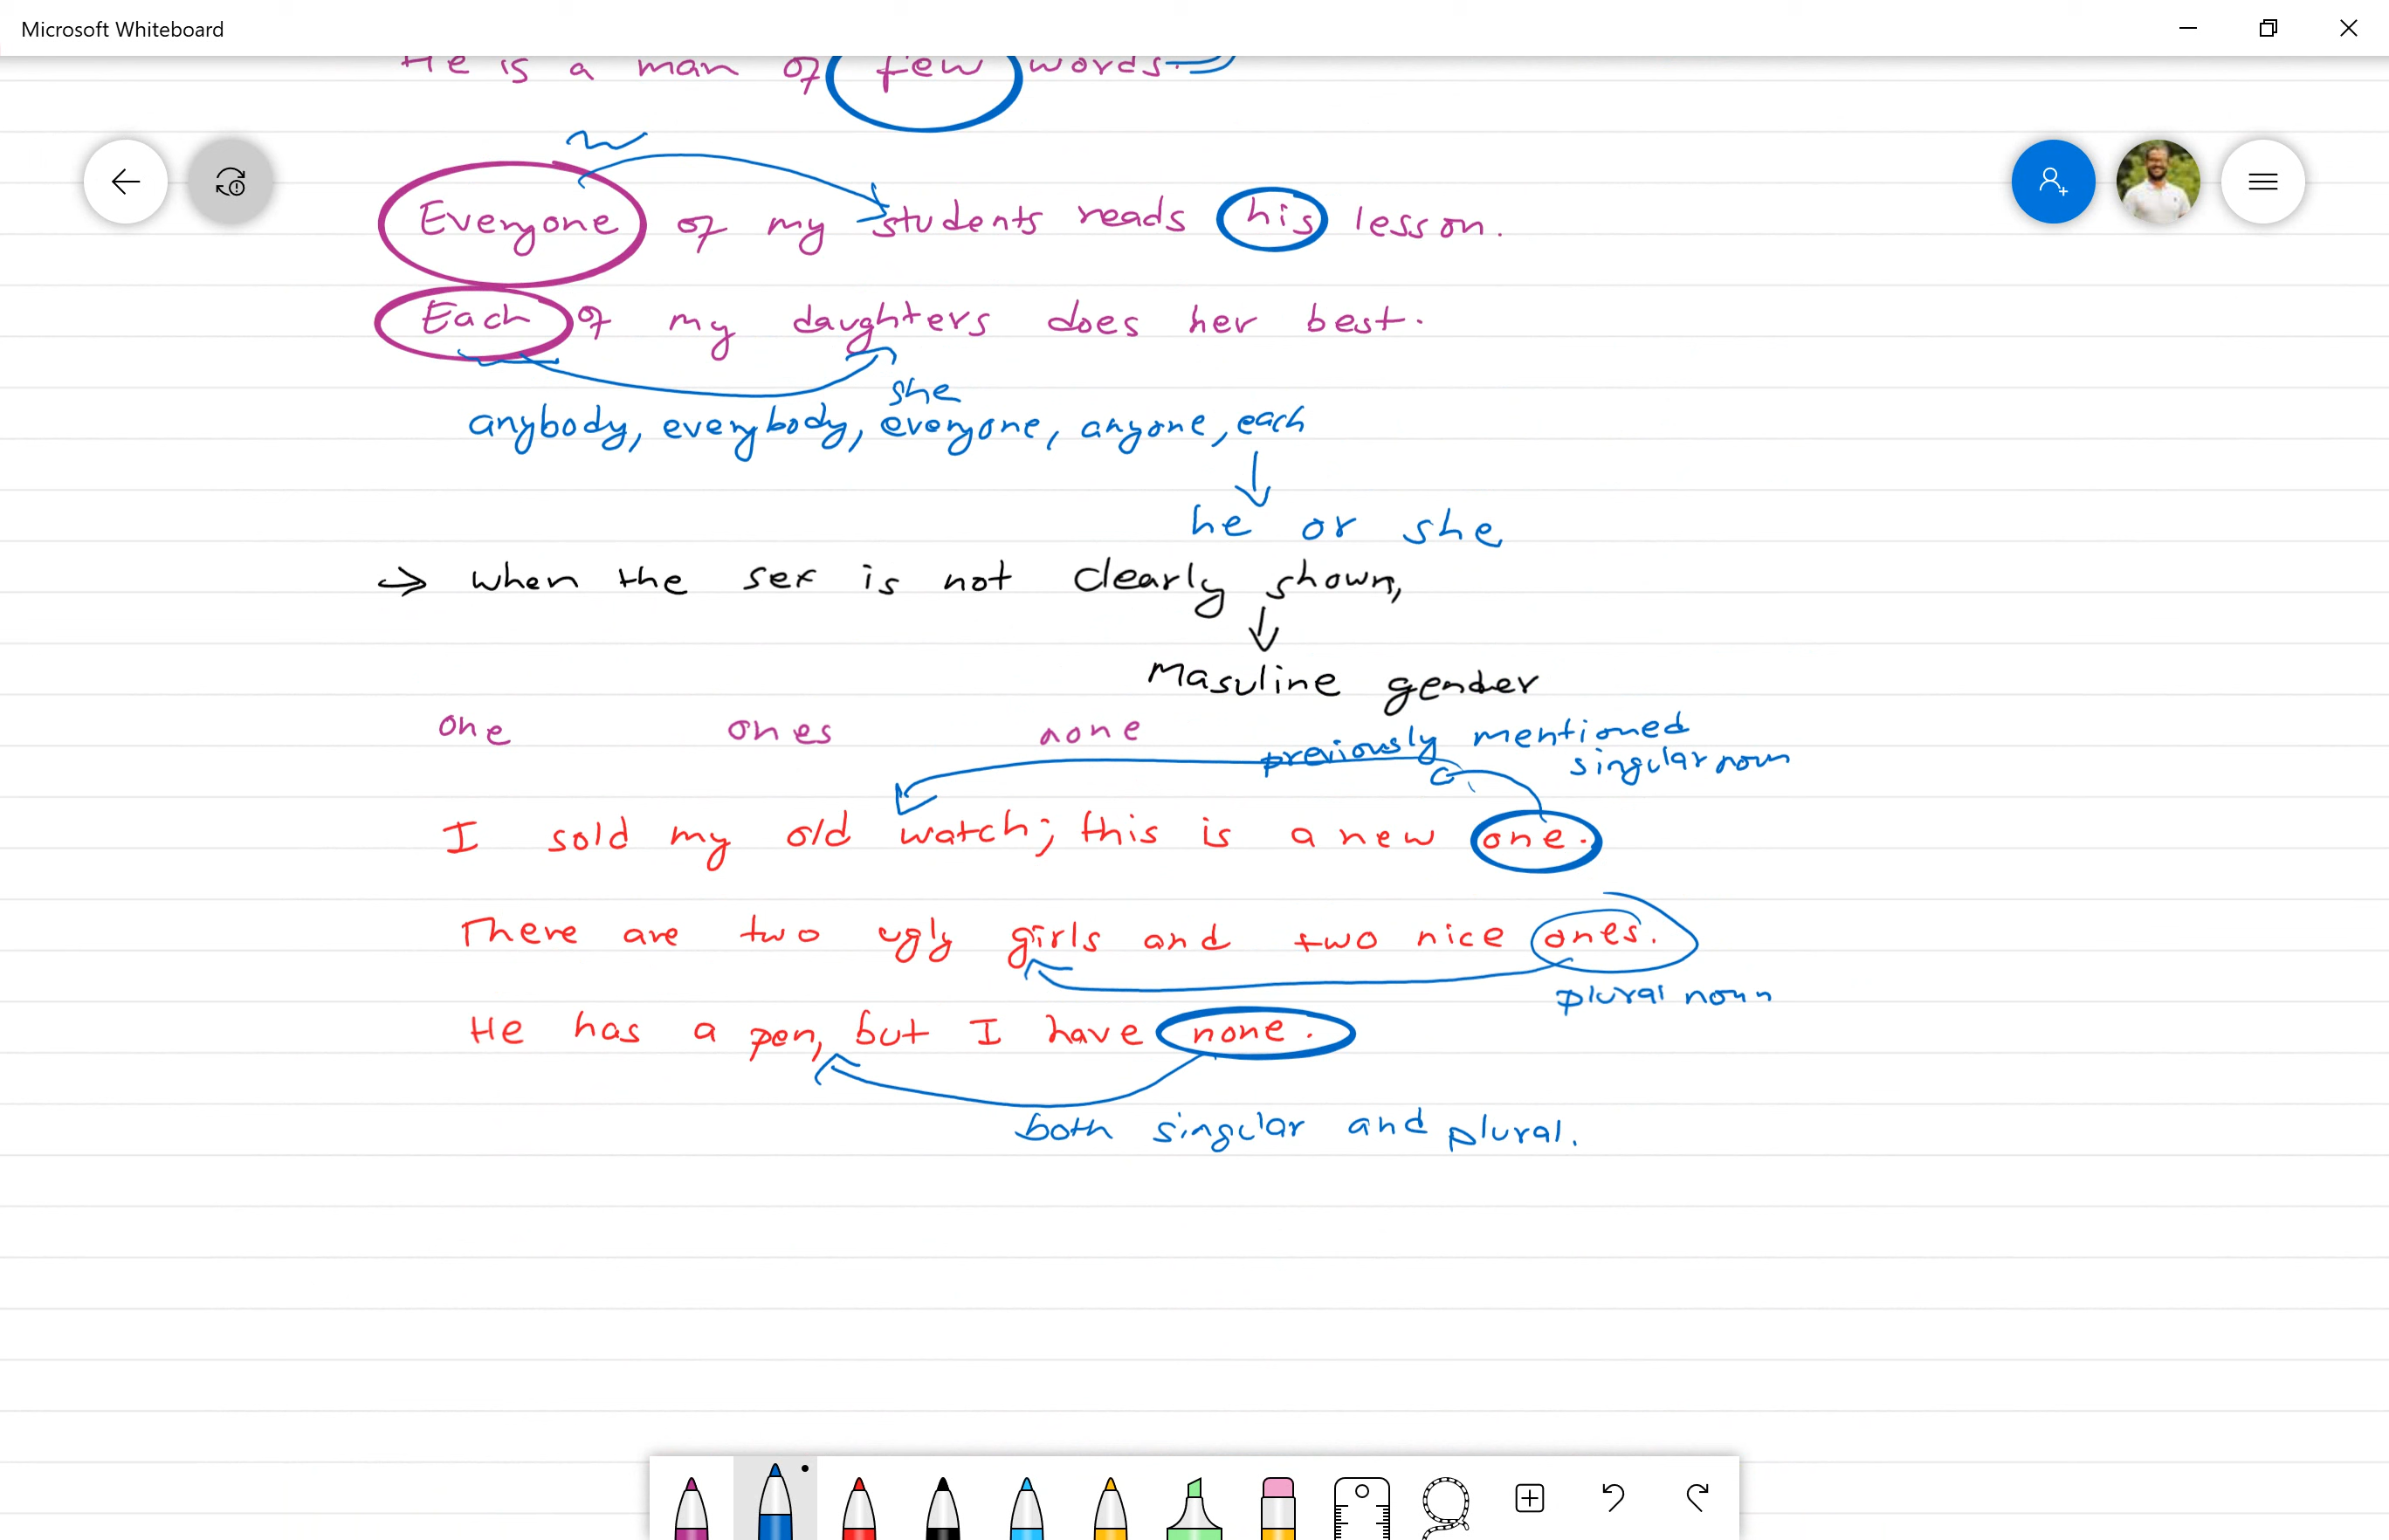 Microsoft Whiteboard
He is a man of few words.
Everyone of my students reads his lesson.
Each of my daughters does her best.
she
anybody, everybody, everyone, anyone, each
he or she
→ when the sex is not clearly shown,
Masuline gender
one ones none
previously mentioned
singular noun
I sold my old watch; this is a new one.
There are two ugly girls and two nice ones.
plural noun
He has a pen, but I have none.
both singular and plural.